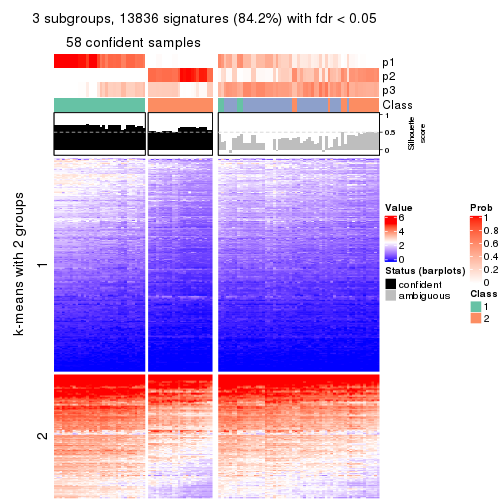 3 subgroups, 13836 signatures (84.2%) with fdr < 0.05
58 confident samples
p1
p2
p3
Class
1
0.5
0
Silhouette
score
k-means with 2 groups
1
2
Value
6
4
2
0
Status (barplots)
confident
ambiguous
Prob
1
0.8
0.6
0.4
0.2
0
Class
1
2